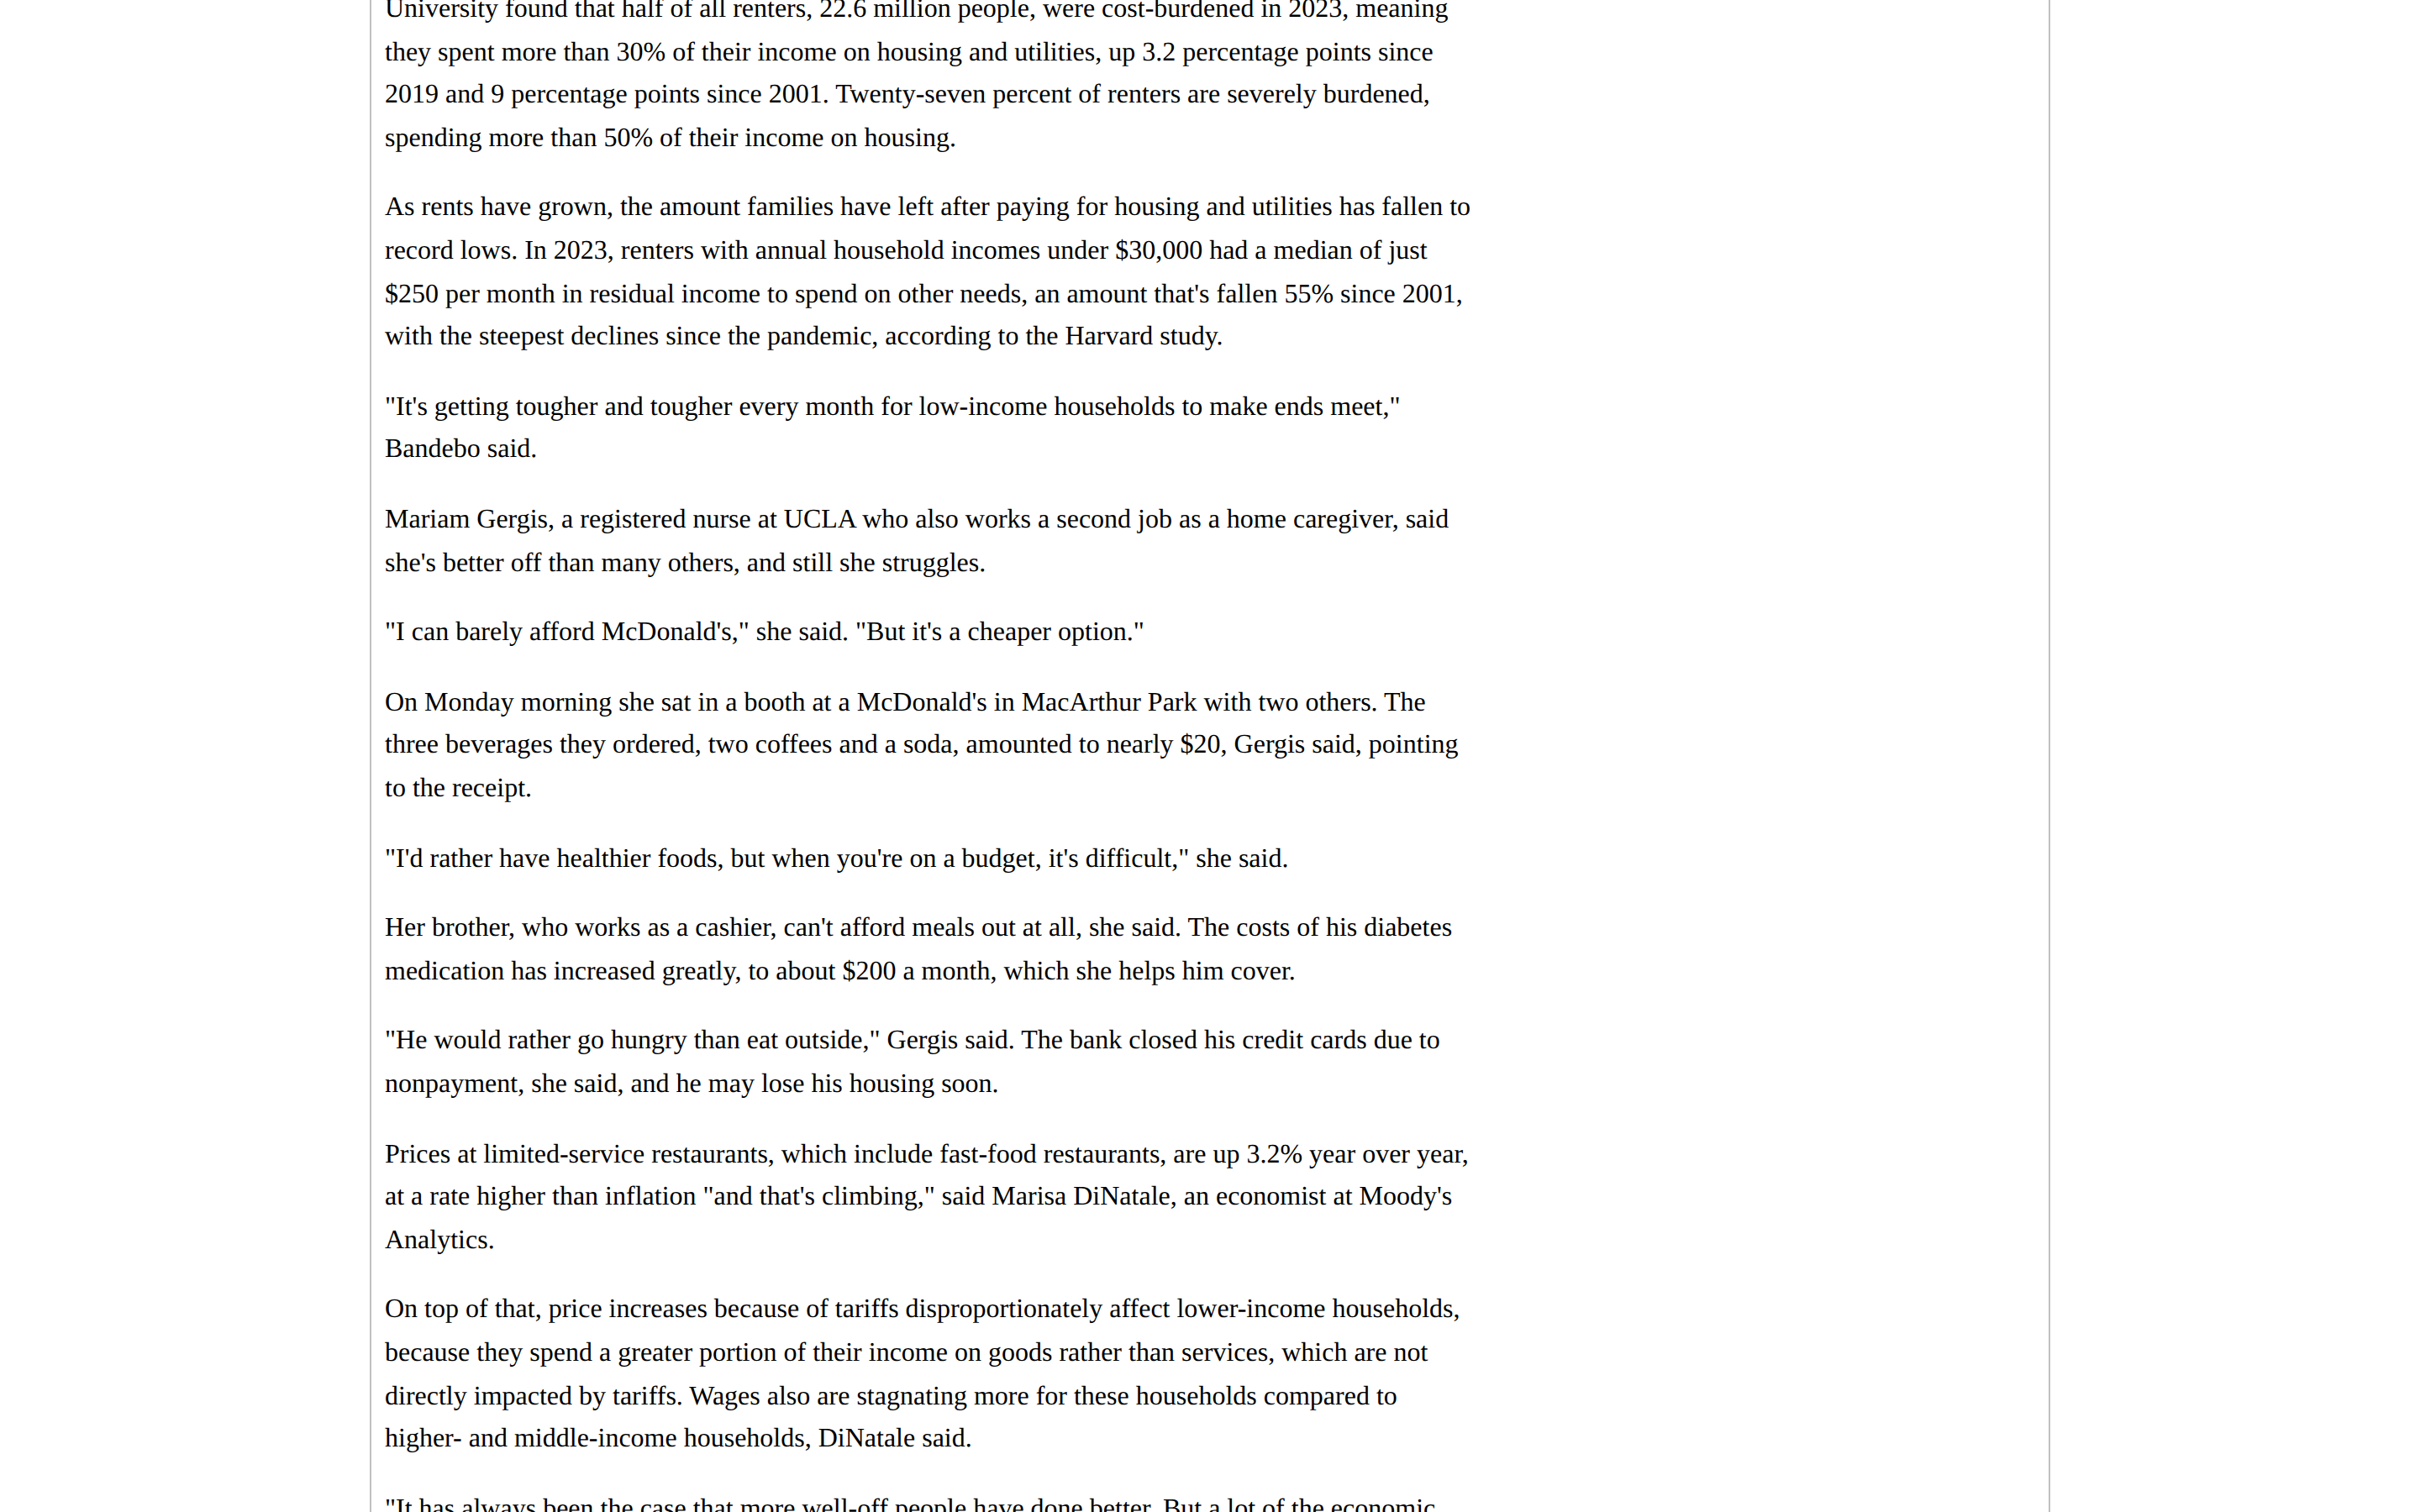 University found that half of all renters, 22.6 million people, were cost-burdened in 2023, meaning
they spent more than 30% of their income on housing and utilities, up 3.2 percentage points since
2019 and 9 percentage points since 2001. Twenty-seven percent of renters are severely burdened,
spending more than 50% of their income on housing.
As rents have grown, the amount families have left after paying for housing and utilities has fallen to
record lows. In 2023, renters with annual household incomes under $30,000 had a median of just
$250 per month in residual income to spend on other needs, an amount that's fallen 55% since 2001,
with the steepest declines since the pandemic, according to the Harvard study.
"It's getting tougher and tougher every month for low-income households to make ends meet,"
Bandebo said.
Mariam Gergis, a registered nurse at UCLA who also works a second job as a home caregiver, said
she's better off than many others, and still she struggles.
"I can barely afford McDonald's," she said. "But it's a cheaper option."
On Monday morning she sat in a booth at a McDonald's in MacArthur Park with two others. The
three beverages they ordered, two coffees and a soda, amounted to nearly $20, Gergis said, pointing
to the receipt.
"I'd rather have healthier foods, but when you're on a budget, it's difficult," she said.
Her brother, who works as a cashier, can't afford meals out at all, she said. The costs of his diabetes
medication has increased greatly, to about $200 a month, which she helps him cover.
"He would rather go hungry than eat outside," Gergis said. The bank closed his credit cards due to
nonpayment, she said, and he may lose his housing soon.
Prices at limited-service restaurants, which include fast-food restaurants, are up 3.2% year over year,
at a rate higher than inflation "and that's climbing," said Marisa DiNatale, an economist at Moody's
Analytics.
On top of that, price increases because of tariffs disproportionately affect lower-income households,
because they spend a greater portion of their income on goods rather than services, which are not
directly impacted by tariffs. Wages also are stagnating more for these households compared to
higher- and middle-income households, DiNatale said.
"It has always been the case that more well-off people have done better. But a lot of the economic